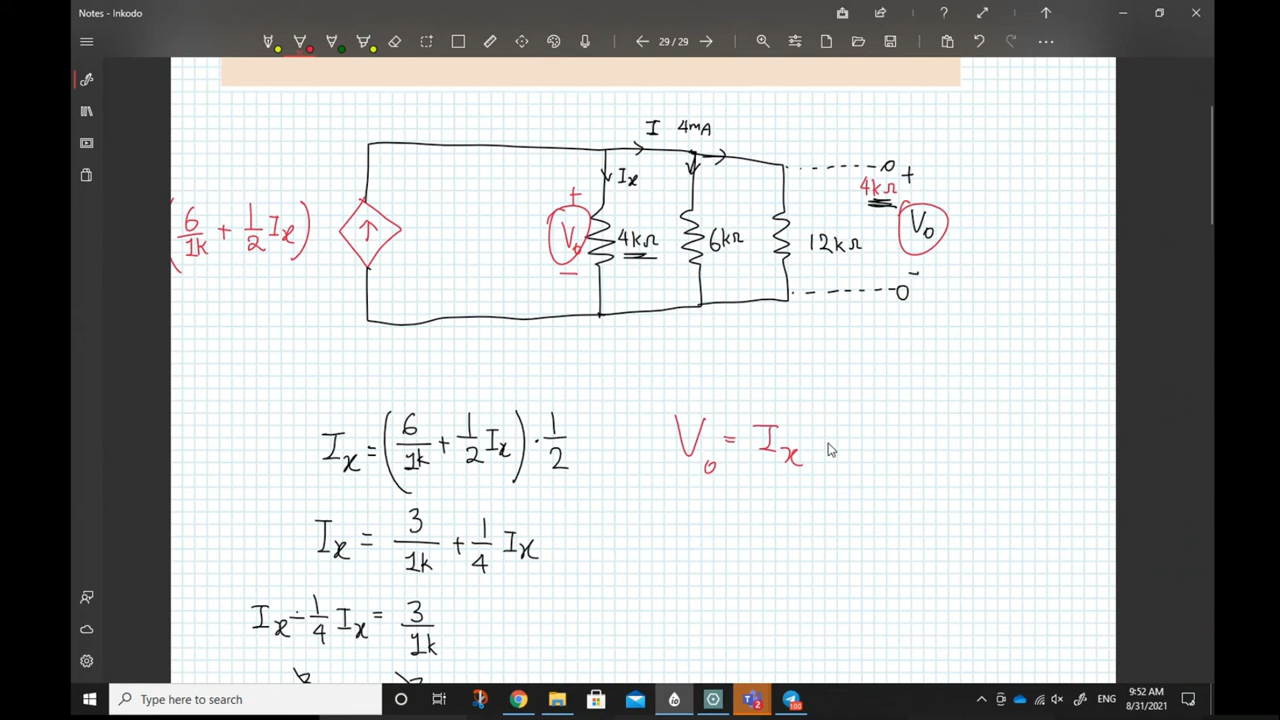 Notes - Inkodo
29 / 29
I 4mA
Ix
(6/1k + 1/2 Ix)
+
Vo
−
4kΩ
6kΩ
12kΩ
4kΩ
+
Vo
-
Ix = (6/1k + 1/2 Ix) · 1/2
Vo = Ix
Ix = 3/1k + 1/4 Ix
Ix - 1/4 Ix = 3/1k
Type here to search
ENG
9:52 AM
8/31/2021